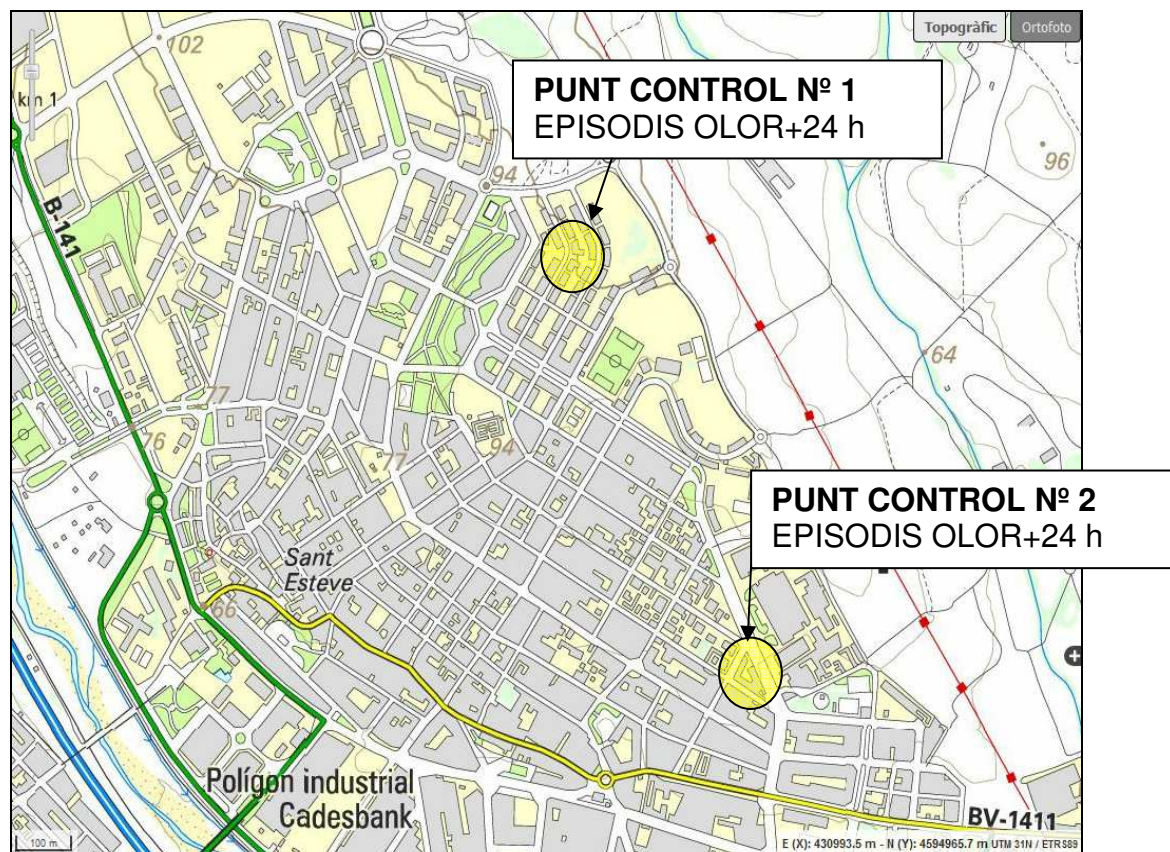 Topogràfic
Ortofoto
102
km 1
PUNT CONTROL Nº 1
EPISODIS OLOR+24 h
96
94
B-141
64
77
76
77
94
PUNT CONTROL Nº 2
EPISODIS OLOR+24 h
Sant
Esteve
66
Polígon industrial
Cadesbank
BV-1411
100 m
E (X): 430993.5 m - N (Y): 4594965.7 m UTM 31N / ETRS89